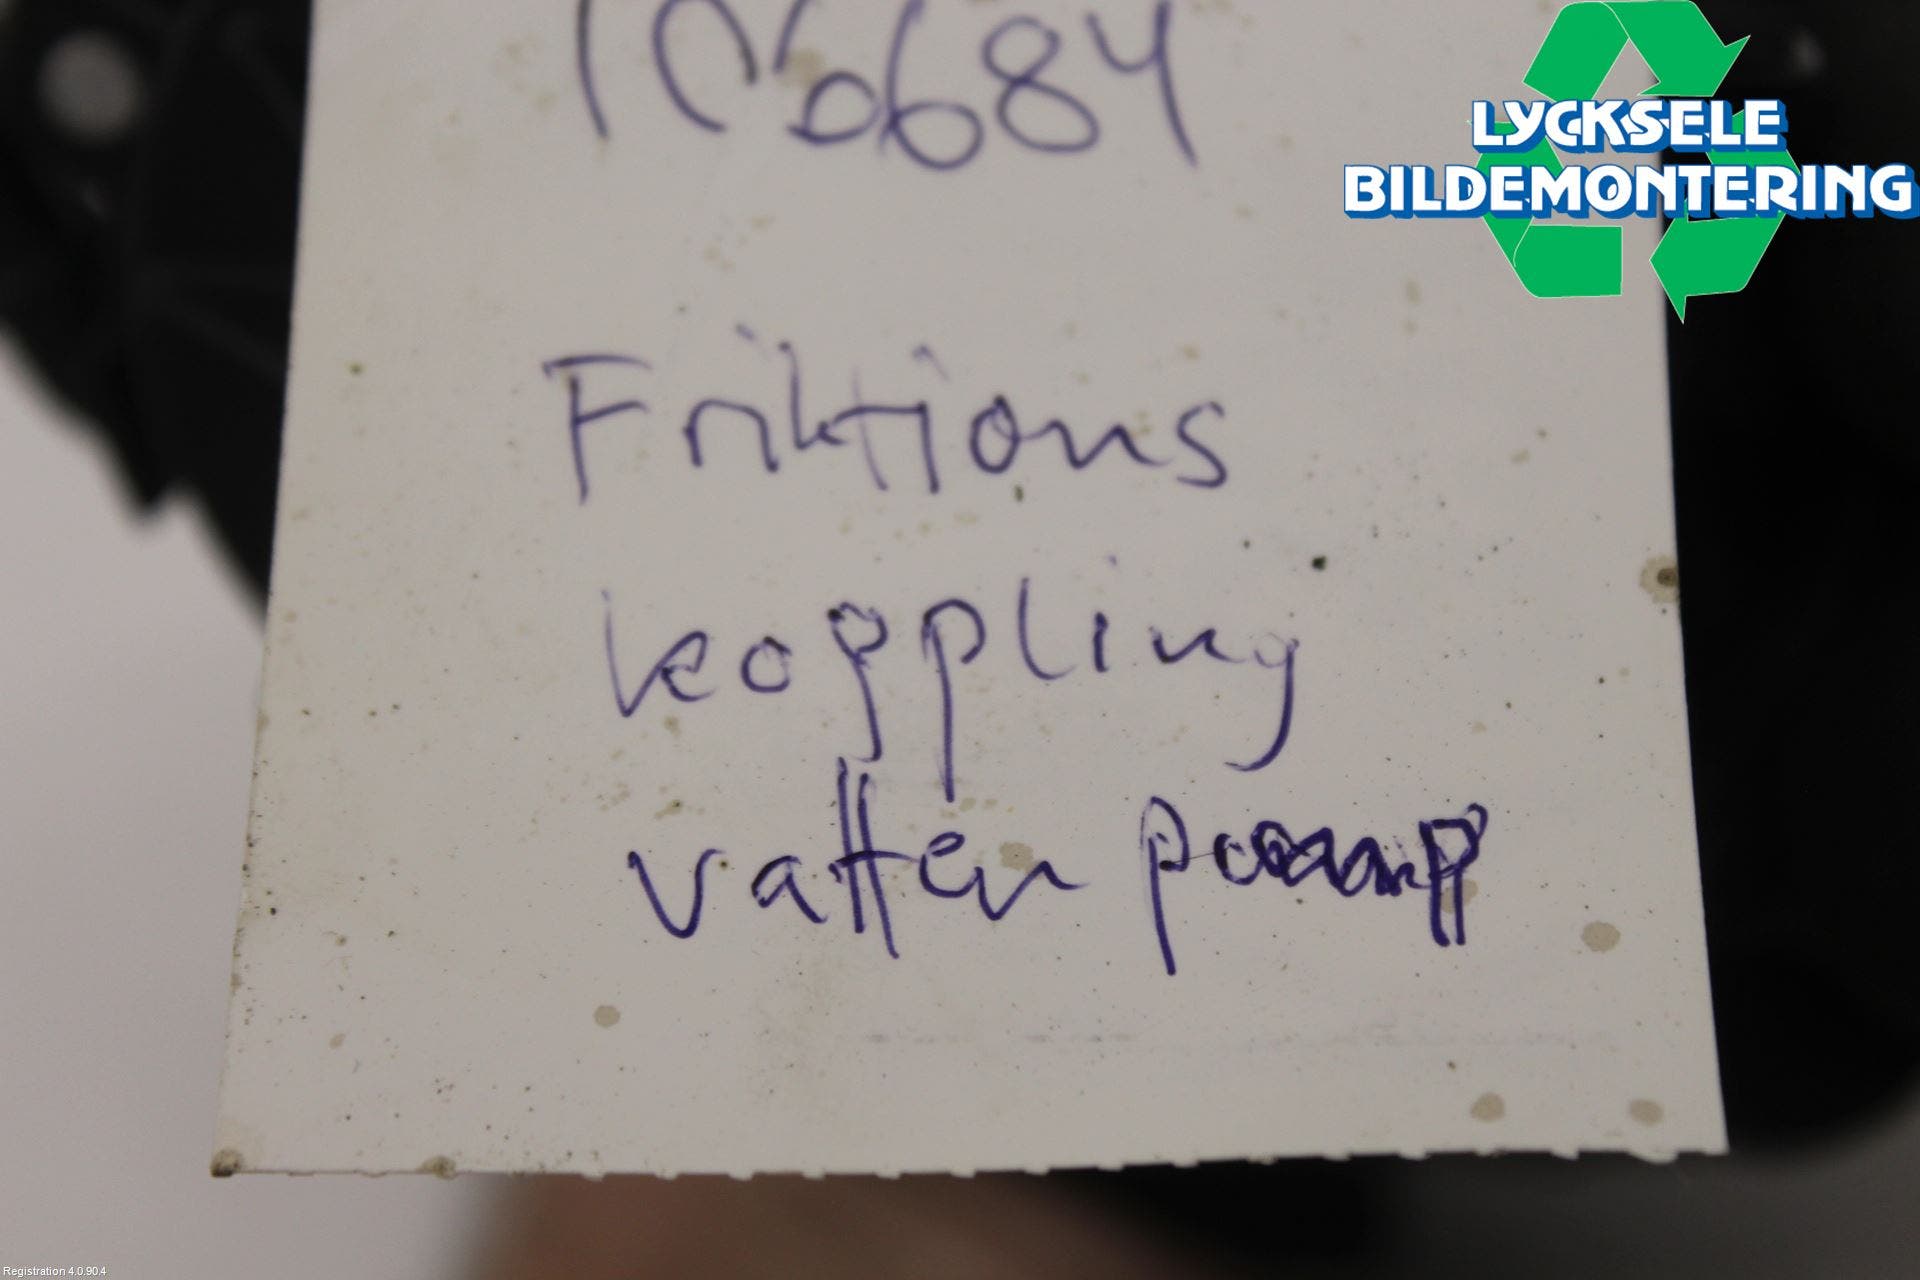 LYCKSELE
BILDEMONTERING
Friktions
koppling
vatten pump
Registration 4.0.90.4